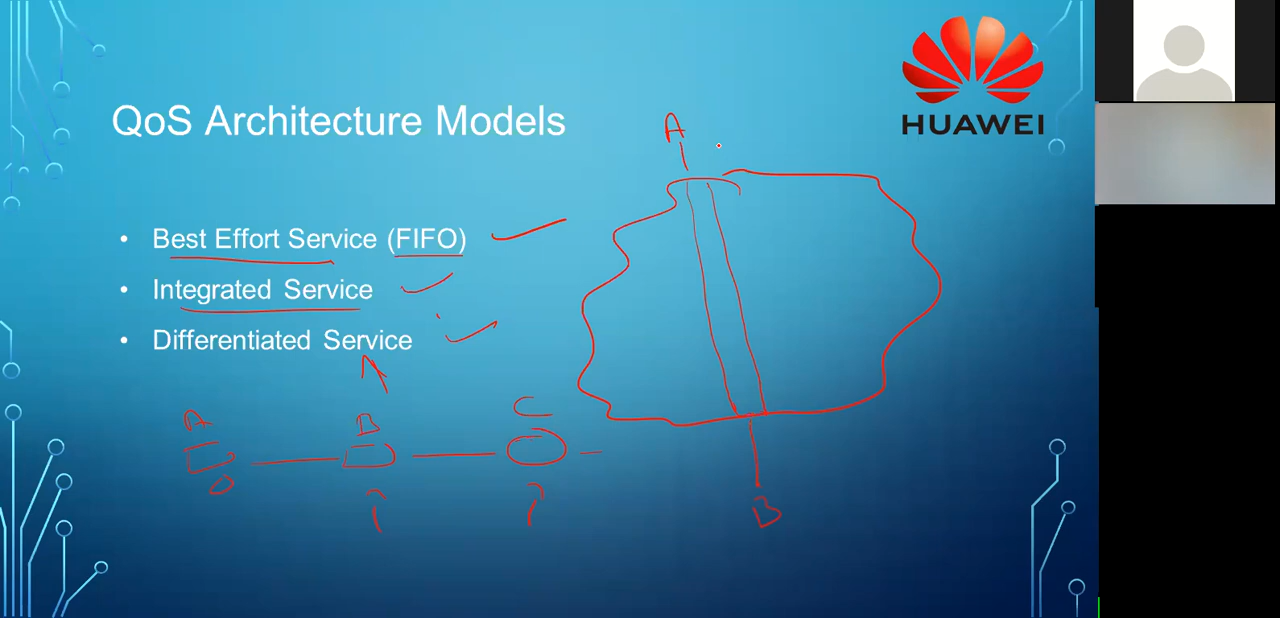 QoS Architecture Models
HUAWEI
A
• Best Effort Service (FIFO)
• Integrated Service
• Differentiated Service
A B C
? ?
B